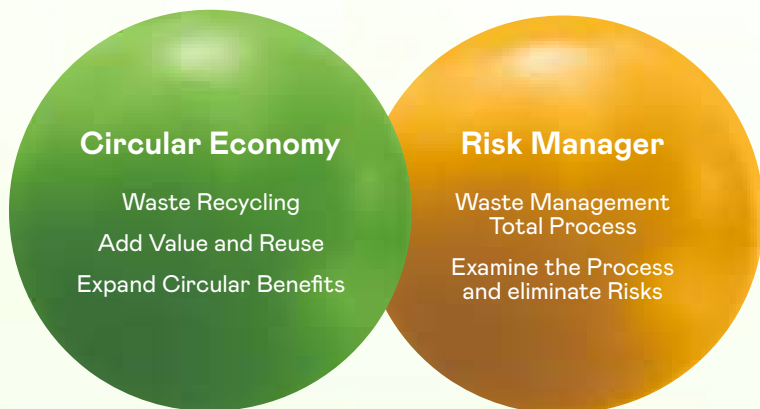 Circular Economy
Waste Recycling
Add Value and Reuse
Expand Circular Benefits
Risk Manager
Waste Management
Total Process
Examine the Process
and eliminate Risks